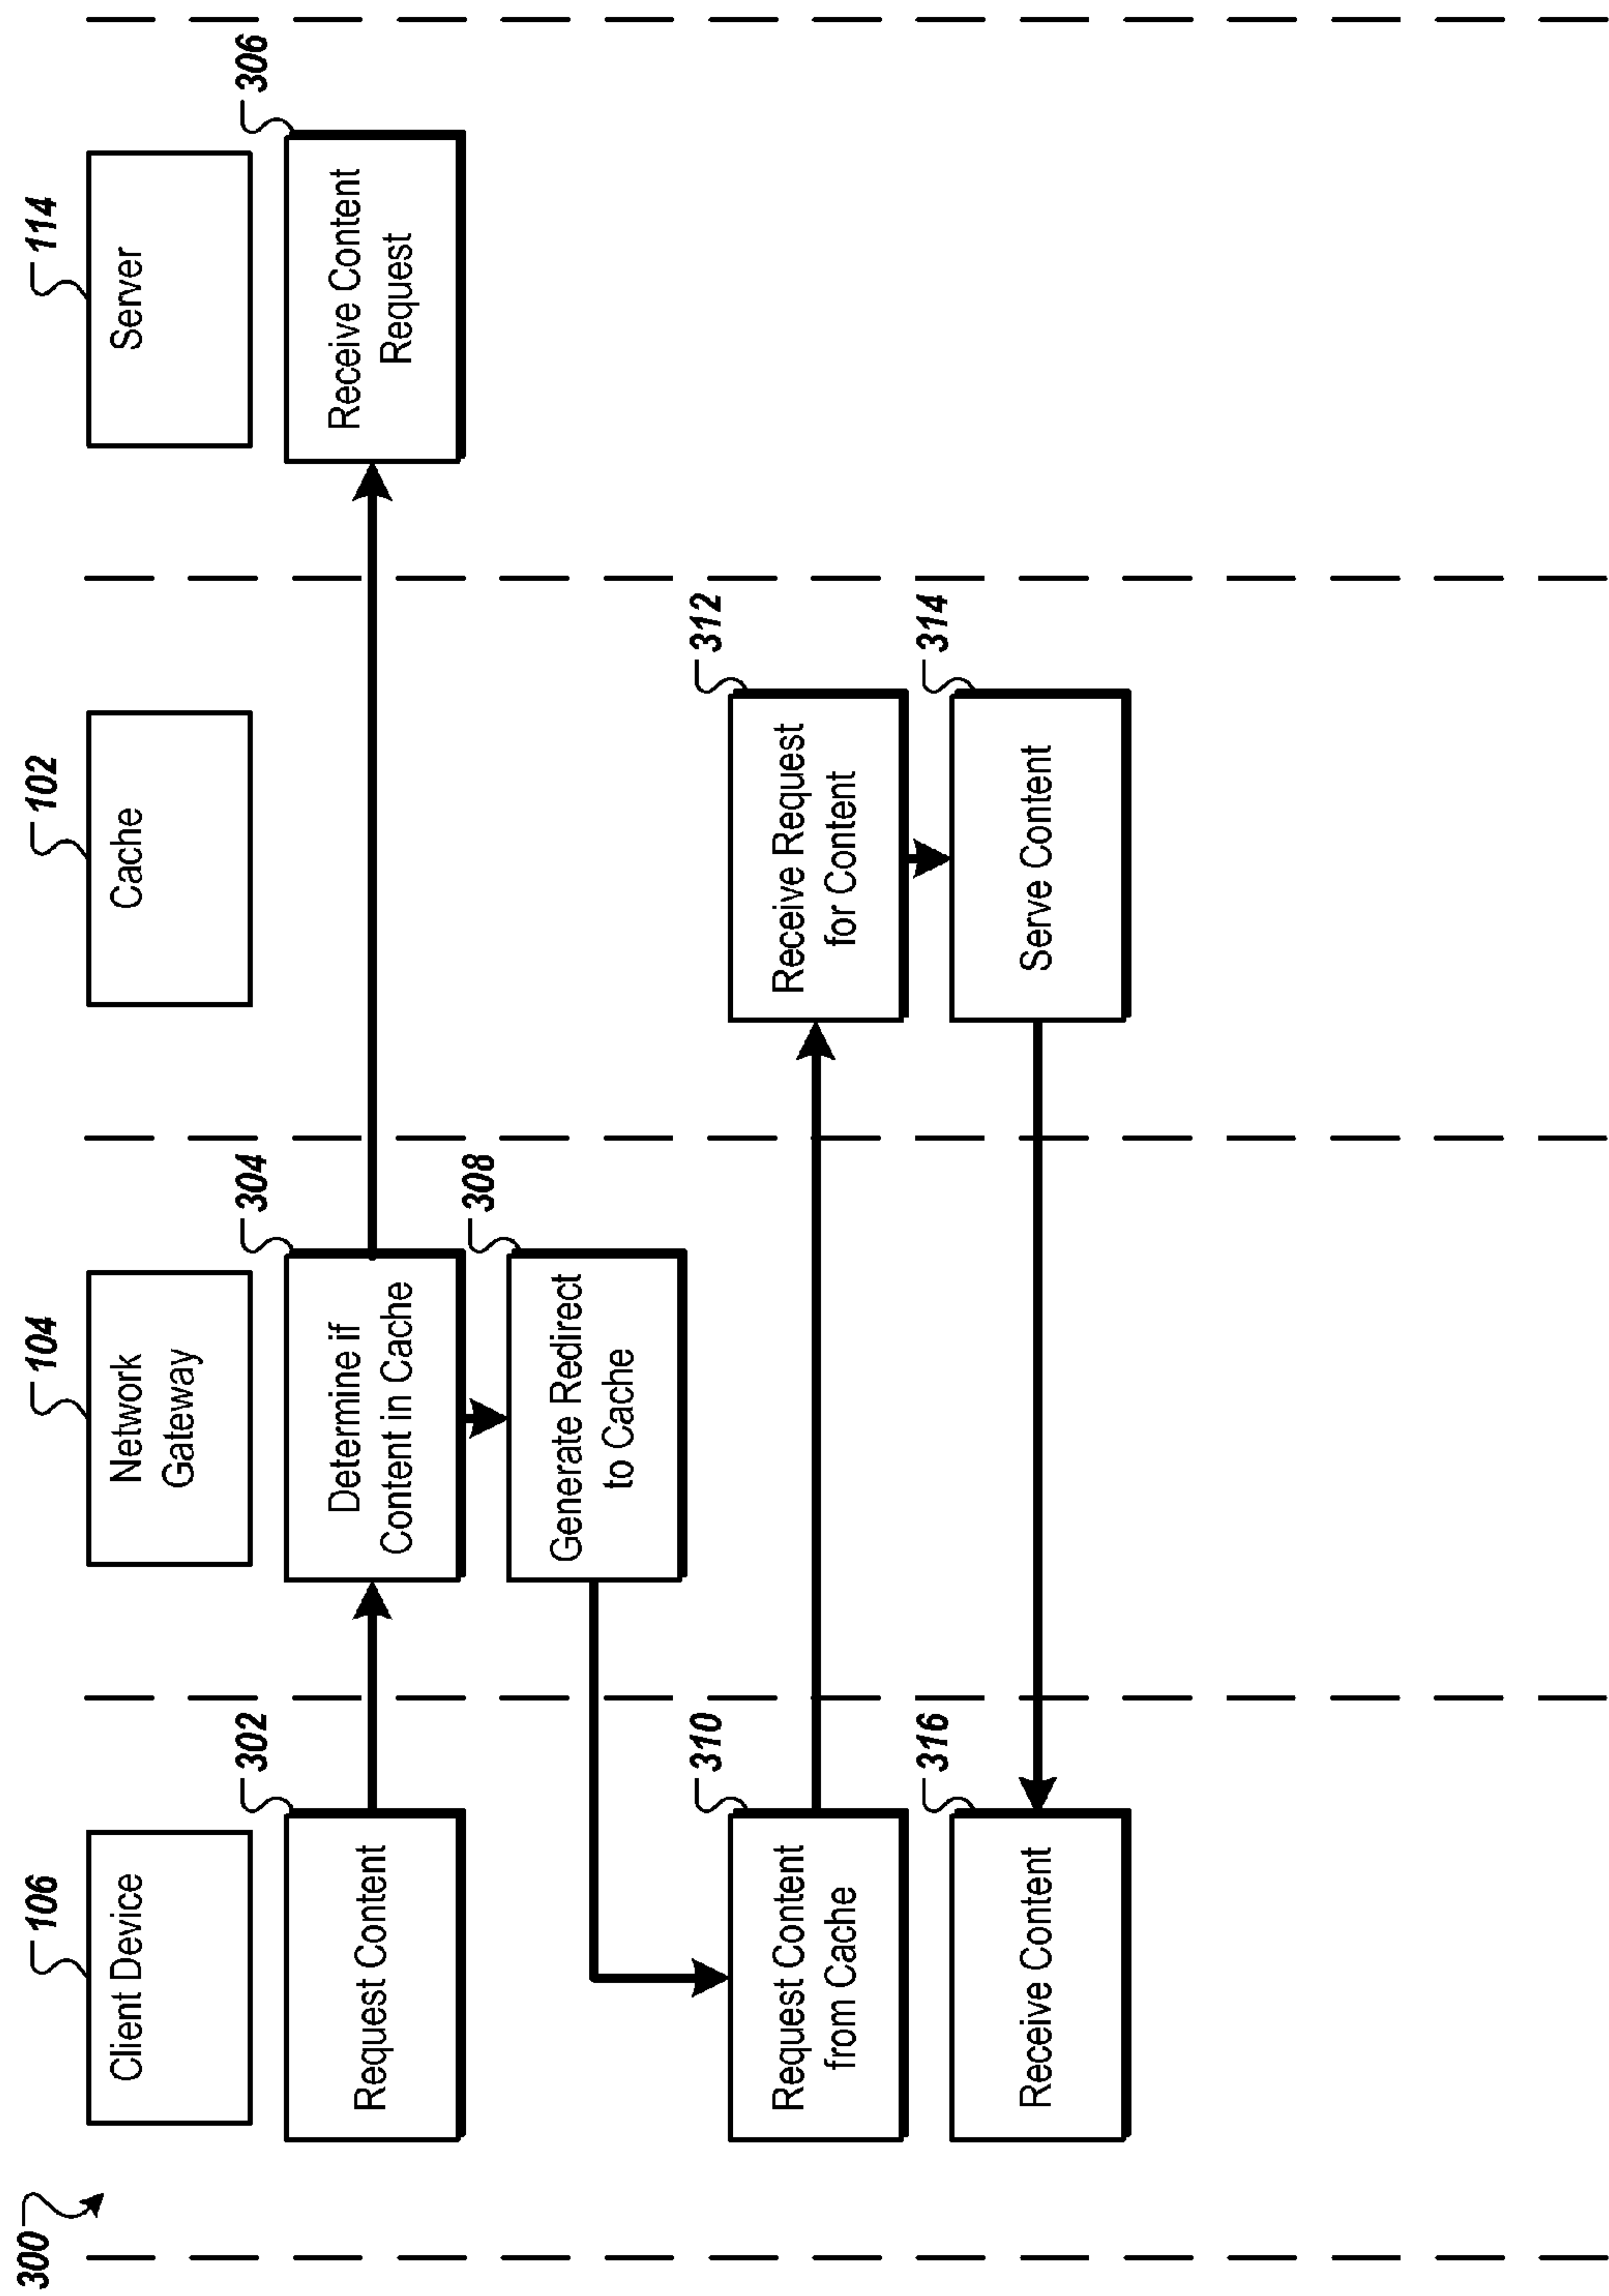 300
106
Client Device
104
Network
Gateway
102
Cache
114
Server
302
Request Content
304
Determine if
Content in Cache
306
Receive Content
Request
308
Generate Redirect
to Cache
310
Request Content
from Cache
312
Receive Request
for Content
314
Serve Content
316
Receive Content